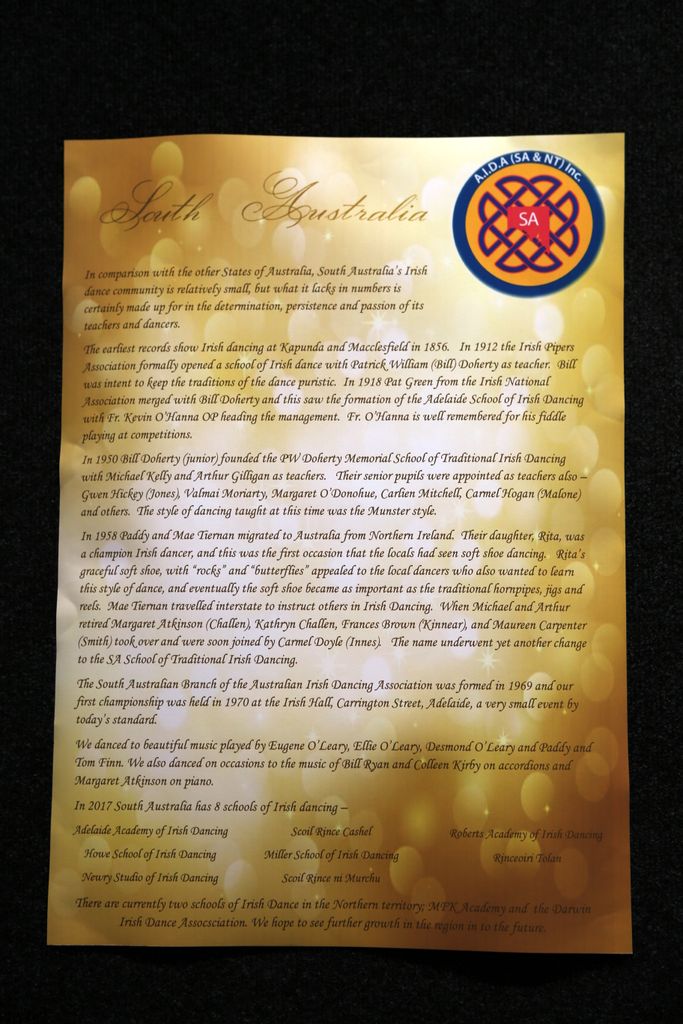 South Australia
A.I.D.A (SA & NT) Inc.
SA
In comparison with the other States of Australia, South Australia's Irish
dance community is relatively small, but what it lacks in numbers is
certainly made up for in the determination, persistence and passion of its
teachers and dancers.
The earliest records show Irish dancing at Kapunda and Macclesfield in 1856. In 1912 the Irish Pipers
Association formally opened a school of Irish dance with Patrick William (Bill) Doherty as teacher. Bill
was intent to keep the traditions of the dance puristic. In 1918 Pat Green from the Irish National
Association merged with Bill Doherty and this saw the formation of the Adelaide School of Irish Dancing
with Fr. Kevin O'Hanna OP heading the management. Fr. O'Hanna is well remembered for his fiddle
playing at competitions.
In 1950 Bill Doherty (junior) founded the PW Doherty Memorial School of Traditional Irish Dancing
with Michael Kelly and Arthur Gilligan as teachers. Their senior pupils were appointed as teachers also –
Gwen Hickey (Jones), Valmai Moriarty, Margaret O'Donohue, Carlien Mitchell, Carmel Hogan (Malone)
and others. The style of dancing taught at this time was the Munster style.
In 1958 Paddy and Mae Tiernan migrated to Australia from Northern Ireland. Their daughter, Rita, was
a champion Irish dancer, and this was the first occasion that the locals had seen soft shoe dancing. Rita's
graceful soft shoe, with "rocks" and "butterflies" appealed to the local dancers who also wanted to learn
this style of dance, and eventually the soft shoe became as important as the traditional hornpipes, jigs and
reels. Mae Tiernan travelled interstate to instruct others in Irish Dancing. When Michael and Arthur
retired Margaret Atkinson (Challen), Kathryn Challen, Frances Brown (Kinnear), and Maureen Carpenter
(Smith) took over and were soon joined by Carmel Doyle (Innes). The name underwent yet another change
to the SA School of Traditional Irish Dancing.
The South Australian Branch of the Australian Irish Dancing Association was formed in 1969 and our
first championship was held in 1970 at the Irish Hall, Carrington Street, Adelaide, a very small event by
today's standard.
We danced to beautiful music played by Eugene O'Leary, Ellie O'Leary, Desmond O'Leary and Paddy and
Tom Finn. We also danced on occasions to the music of Bill Ryan and Colleen Kirby on accordions and
Margaret Atkinson on piano.
In 2017 South Australia has 8 schools of Irish dancing –
Adelaide Academy of Irish Dancing Scoil Rince Cashel Roberts Academy of Irish Dancing
Howe School of Irish Dancing Miller School of Irish Dancing Rinceoiri Tolan
Newry Studio of Irish Dancing Scoil Rince ni Murchu
There are currently two schools of Irish Dance in the Northern territory; MPK Academy and the Darwin
Irish Dance Assocsciation. We hope to see further growth in the region in to the future.